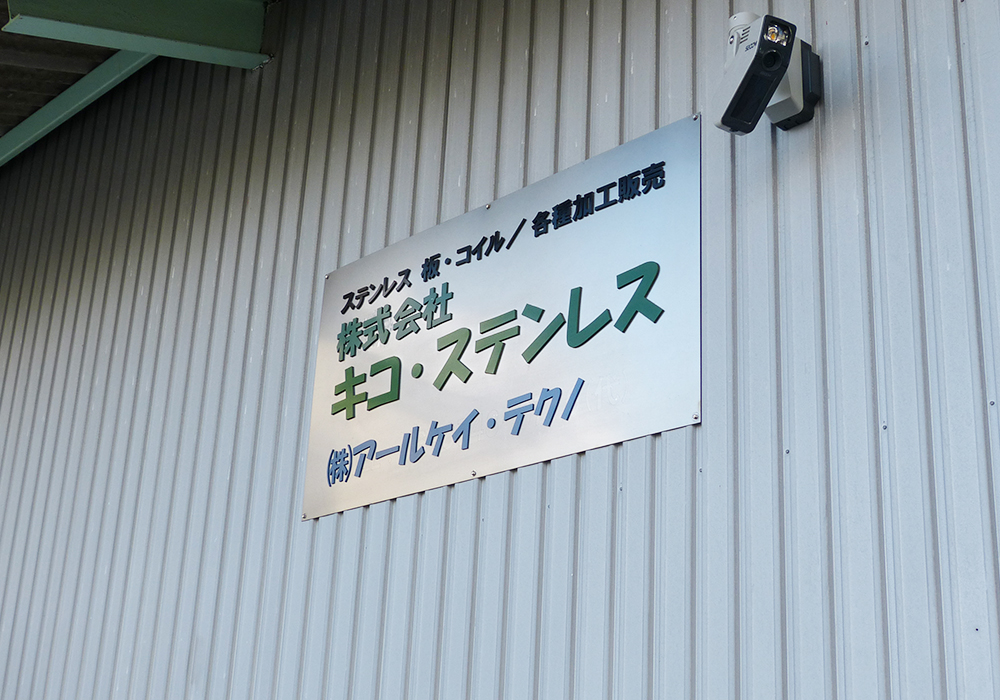 ステンレス 板・コイル/各種加工販売
株式会社
キコ・ステンレス
(株)アールケイ・テクノ